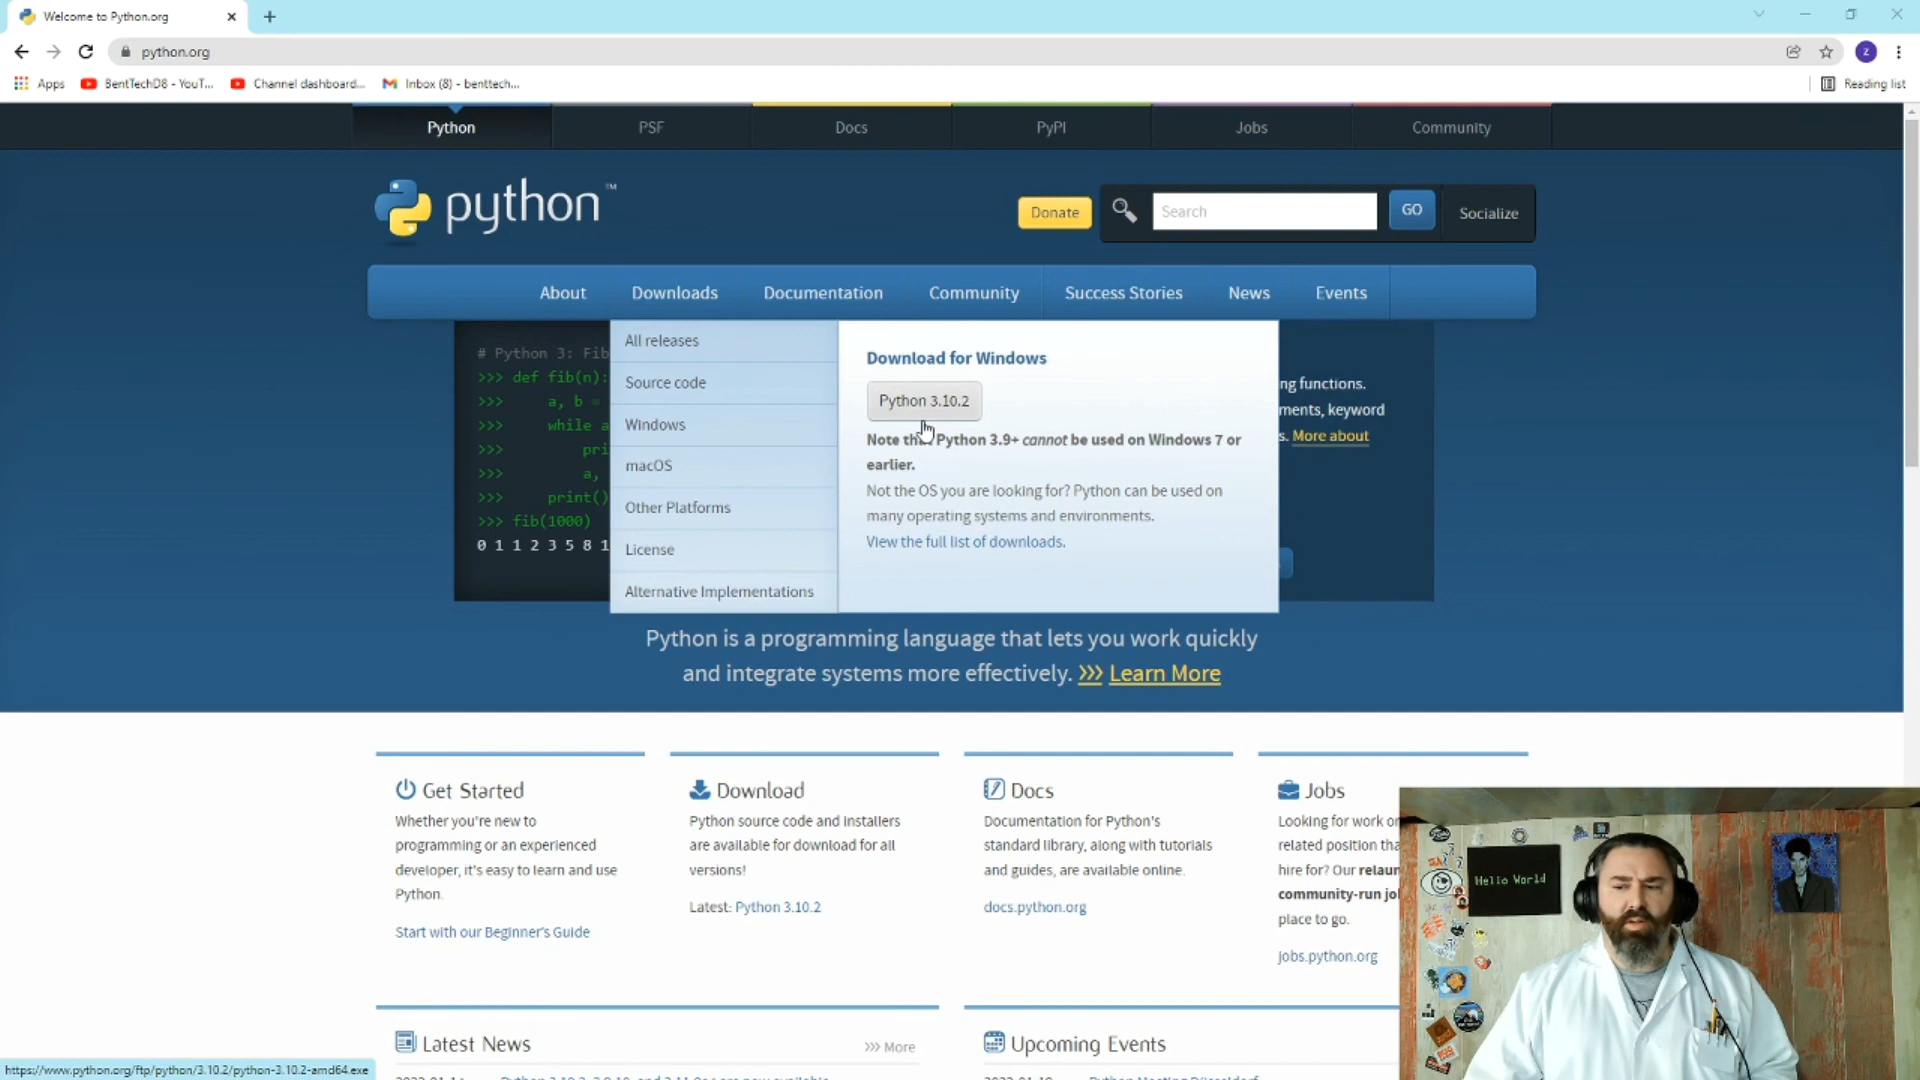 Welcome to Python.org
python.org
Apps
BentTechD8 - YouT...
Channel dashboard...
Inbox (8) - benttech...
Reading list
Z
Python
PSF
Docs
PyPI
Jobs
Community
python™
Donate
Search
GO
Socialize
About
Downloads
Documentation
Community
Success Stories
News
Events
# Python 3: Fib
>>> def fib(n):
>>> a, b =
>>> while a
>>> pri
>>> a,
>>> print()
>>> fib(1000)
0 1 1 2 3 5 8 1
All releases
Source code
Windows
macOS
Other Platforms
License
Alternative Implementations
Download for Windows
Python 3.10.2
Note that Python 3.9+ cannot be used on Windows 7 or
earlier.
Not the OS you are looking for? Python can be used on
many operating systems and environments.
View the full list of downloads.
ng functions.
ments, keyword
s. More about
Python is a programming language that lets you work quickly
and integrate systems more effectively. >>> Learn More
Get Started
Whether you're new to
programming or an experienced
developer, it's easy to learn and use
Python.
Start with our Beginner's Guide
Download
Python source code and installers
are available for download for all
versions!
Latest: Python 3.10.2
Docs
Documentation for Python's
standard library, along with tutorials
and guides, are available online.
docs.python.org
Jobs
Looking for work or
related position tha
hire for? Our relaun
community-run jo
place to go.
jobs.python.org
Hello World
Latest News
>>> More
Upcoming Events
https://www.python.org/ftp/python/3.10.2/python-3.10.2-amd64.exe